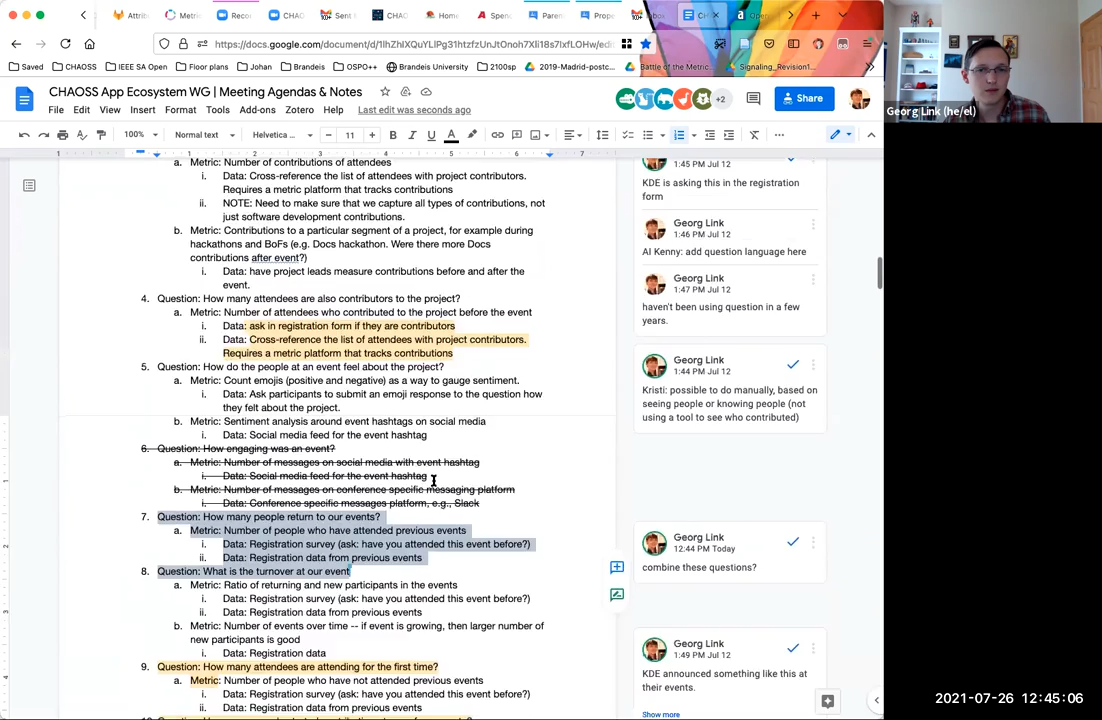 Attrib
Metric
Recor
CHAO
Sent
CHAO
Home
Spenc
Paren
Prope
Inbox
CH
Oper
https://docs.google.com/document/d/1IhZhIXQuYLIPg31htzfzUnJtOnoh7Xli18s7IxfLOHw/edi
Saved
CHAOSS
IEEE SA Open
Floor plans
Johan
Brandeis
OSPO++
Brandeis University
2100sp
2019-Madrid-postc...
Battle of the Metric...
Signaling_Revision1...
CHAOSS App Ecosystem WG | Meeting Agendas & Notes
File Edit View Insert Format Tools Add-ons Zotero Help Last edit was seconds ago
+2
Share
100% Normal text Helvetica ... 11
a. Metric: Number of contributions of attendees
i. Data: Cross-reference the list of attendees with project contributors.
Requires a metric platform that tracks contributions
ii. NOTE: Need to make sure that we capture all types of contributions, not
just software development contributors.
b. Metric: Contributions to a particular segment of a project, for example during
hackathons and BoFs (e.g. Docs hackathon. Were there more Docs
contributions after event?)
i. Data: have project leads measure contributions before and after the
event.
4. Question: How many attendees are also contributors to the project?
a. Metric: Number of attendees who contributed to the project before the event
i. Data: ask in registration form if they are contributors
ii. Data: Cross-reference the list of attendees with project contributors.
Requires a metric platform that tracks contributions
5. Question: How do the people at an event feel about the project?
a. Metric: Count emojis (positive and negative) as a way to gauge sentiment.
i. Data: Ask participants to submit an emoji response to the question how
they felt about the project.
b. Metric: Sentiment analysis around event hashtags on social media
i. Data: Social media feed for the event hashtag
6. Question: How engaging was an event?
a. Metric: Number of messages on social media with event hashtag
i. Data: Social media feed for the event hashtag
b. Metric: Number of messages on conference specific messaging platform
i. Data: Conference specific messages platform, e.g., Slack
7. Question: How many people return to our events?
a. Metric: Number of people who have attended previous events
i. Data: Registration survey (ask: have you attended this event before?)
ii. Data: Registration data from previous events
8. Question: What is the turnover at our event
a. Metric: Ratio of returning and new participants in the events
i. Data: Registration survey (ask: have you attended this event before?)
ii. Data: Registration data from previous events
b. Metric: Number of events over time -- if event is growing, then larger number of
new participants is good
i. Data: Registration data
9. Question: How many attendees are attending for the first time?
a. Metric: Number of people who have not attended previous events
i. Data: Registration survey (ask: have you attended this event before?)
ii. Data: Registration data from previous events
1:45 PM Jul 12
KDE is asking this in the registration
form
Georg Link
1:46 PM Jul 12
AI Kenny: add question language here
Georg Link
1:47 PM Jul 12
haven't been using question in a few
years.
Georg Link
1:44 PM Jul 12
Kristi: possible to do manually, based on
seeing people or knowing people (not
using a tool to see who contributed)
Georg Link
12:44 PM Today
combine these questions?
Georg Link
1:49 PM Jul 12
KDE announced something like this at
their events.
Show more
Georg Link (he/el)
2021-07-26 12:45:06